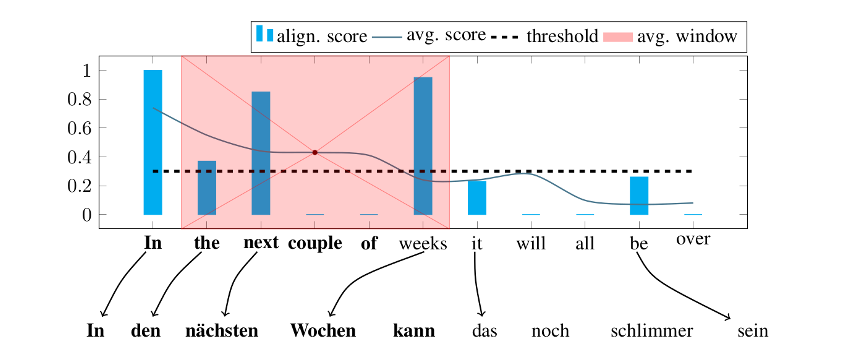 align. score avg. score threshold avg. window
1
0.8
0.6
0.4
0.2
0
In the next couple of weeks it will all be over
In den nächsten Wochen kann das noch schlimmer sein